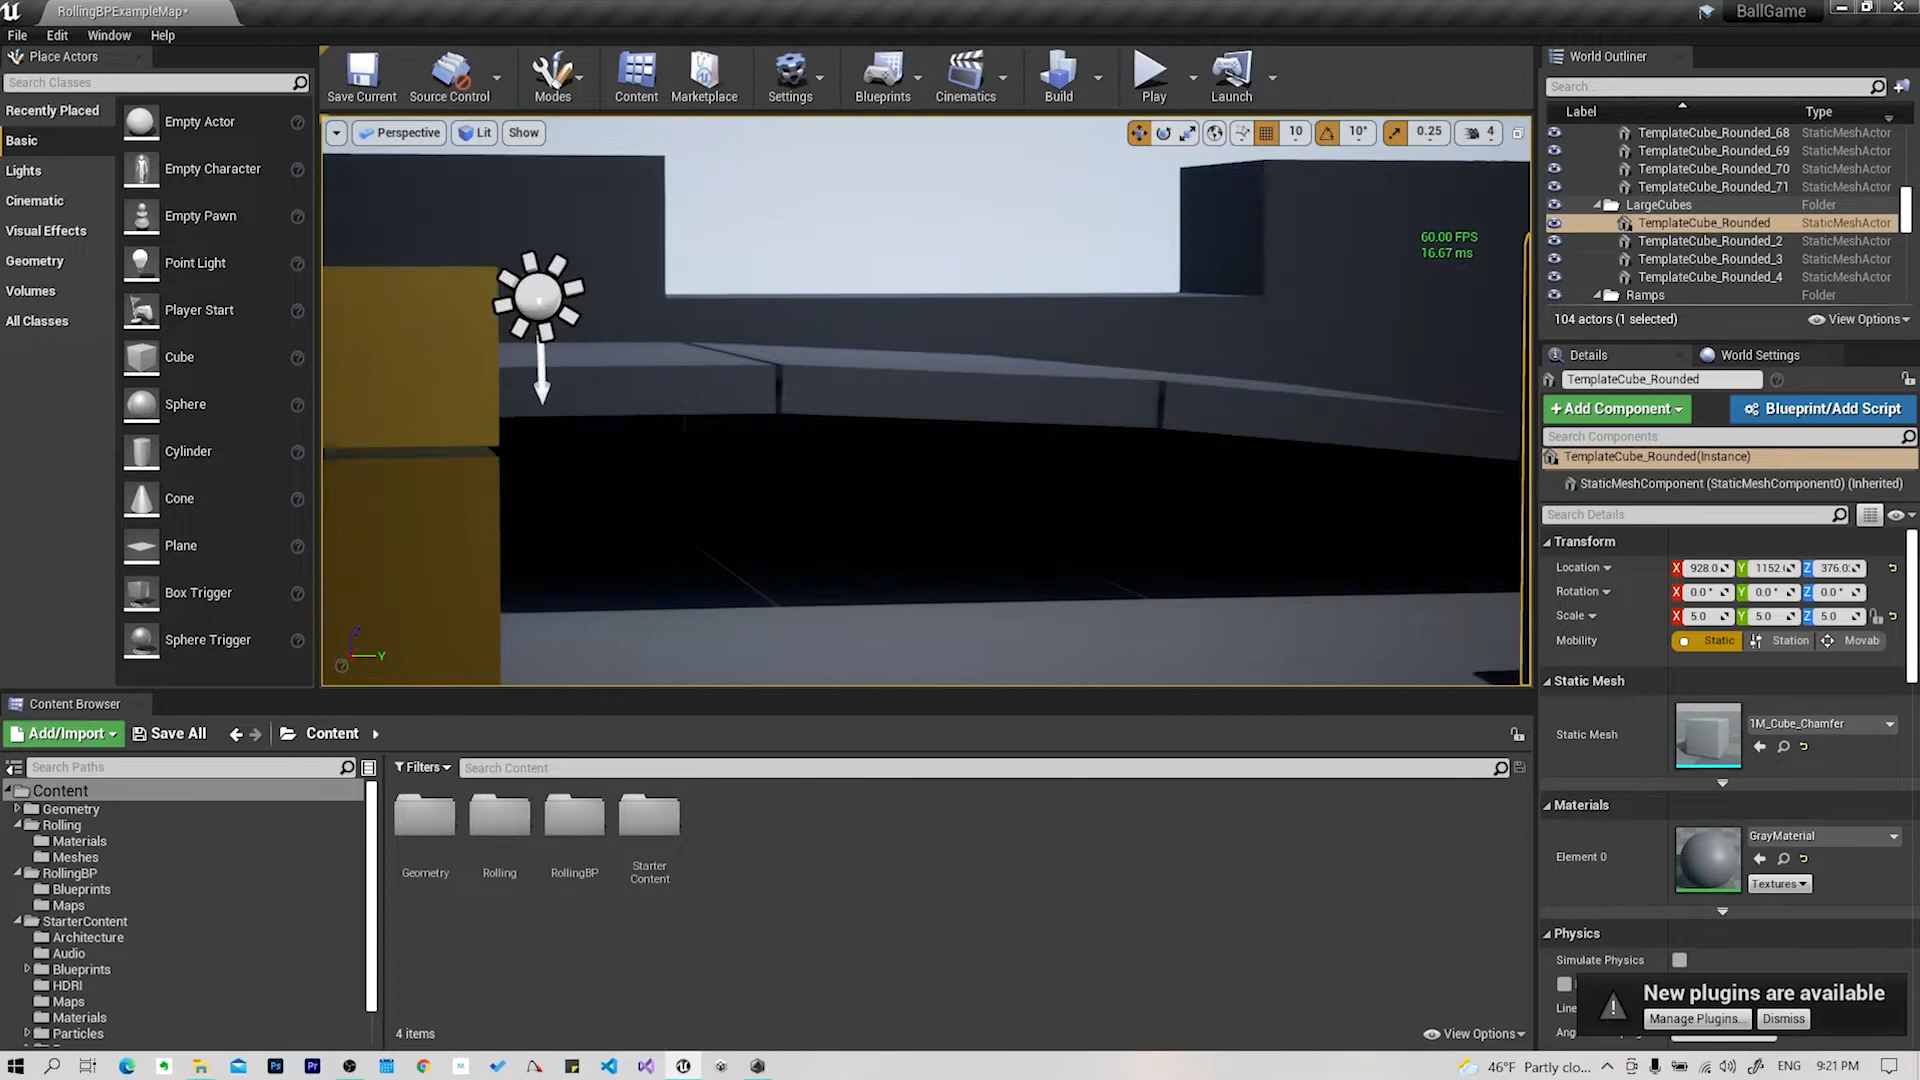 RollingBPExampleMap*
BallGame
File Edit Window Help
Place Actors
Search Classes
Recently Placed
Basic
Lights
Cinematic
Visual Effects
Geometry
Volumes
All Classes
Empty Actor
Empty Character
Empty Pawn
Point Light
Player Start
Cube
Sphere
Cylinder
Cone
Plane
Box Trigger
Sphere Trigger
Save Current Source Control Modes Content Marketplace Settings Blueprints Cinematics Build Play Launch
Perspective Lit Show
10 10° 0.25 4
60.00 FPS
16.67 ms
Z
Y
World Outliner
Search...
Label Type
TemplateCube_Rounded_68 StaticMeshActor
TemplateCube_Rounded_69 StaticMeshActor
TemplateCube_Rounded_70 StaticMeshActor
TemplateCube_Rounded_71 StaticMeshActor
LargeCubes Folder
TemplateCube_Rounded StaticMeshActor
TemplateCube_Rounded_2 StaticMeshActor
TemplateCube_Rounded_3 StaticMeshActor
TemplateCube_Rounded_4 StaticMeshActor
Ramps Folder
104 actors (1 selected) View Options
Details World Settings
TemplateCube_Rounded
+Add Component Blueprint/Add Script
Search Components
TemplateCube_Rounded(Instance)
StaticMeshComponent (StaticMeshComponent0) (Inherited)
Search Details
Transform
Location X 928.0 Y 1152.( Z 376.0
Rotation X 0.0° Y 0.0° Z 0.0°
Scale X 5.0 Y 5.0 Z 5.0
Mobility Static Station Movab
Static Mesh
Static Mesh 1M_Cube_Chamfer
Materials
Element 0 GrayMaterial
Textures
Physics
Simulate Physics
Line
Ang
New plugins are available
Manage Plugins... Dismiss
Content Browser
Add/Import Save All Content
Search Paths
Filters Search Content
Content
Geometry
Rolling
Materials
Meshes
RollingBP
Blueprints
Maps
StarterContent
Architecture
Audio
Blueprints
HDRI
Maps
Materials
Particles
Geometry Rolling RollingBP Starter
Content
4 items View Options
Ps Pr
46°F Partly clo... ENG 9:21 PM